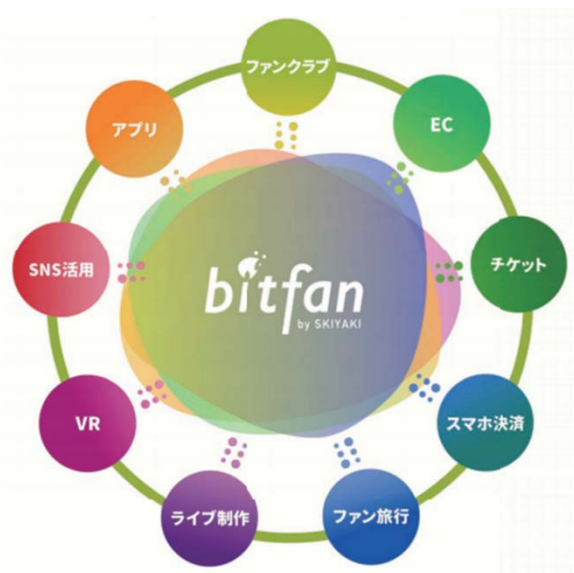 ファンクラブ
EC
チケット
スマホ決済
ファン旅行
ライブ制作
VR
SNS活用
アプリ
bitfan
by SKIYAKI